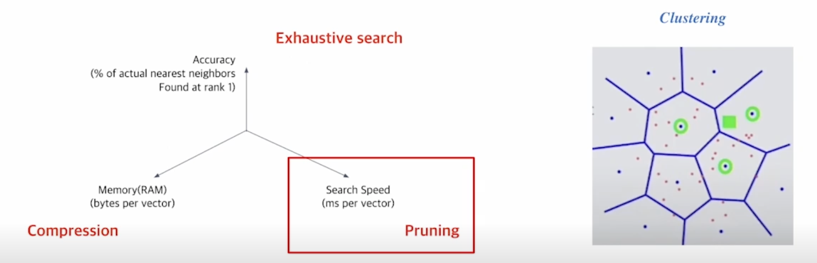 Clustering
Exhaustive search
Accuracy
(% of actual nearest neighbors
Found at rank 1)
Memory(RAM)
(bytes per vector)
Search Speed
(ms per vector)
Compression
Pruning